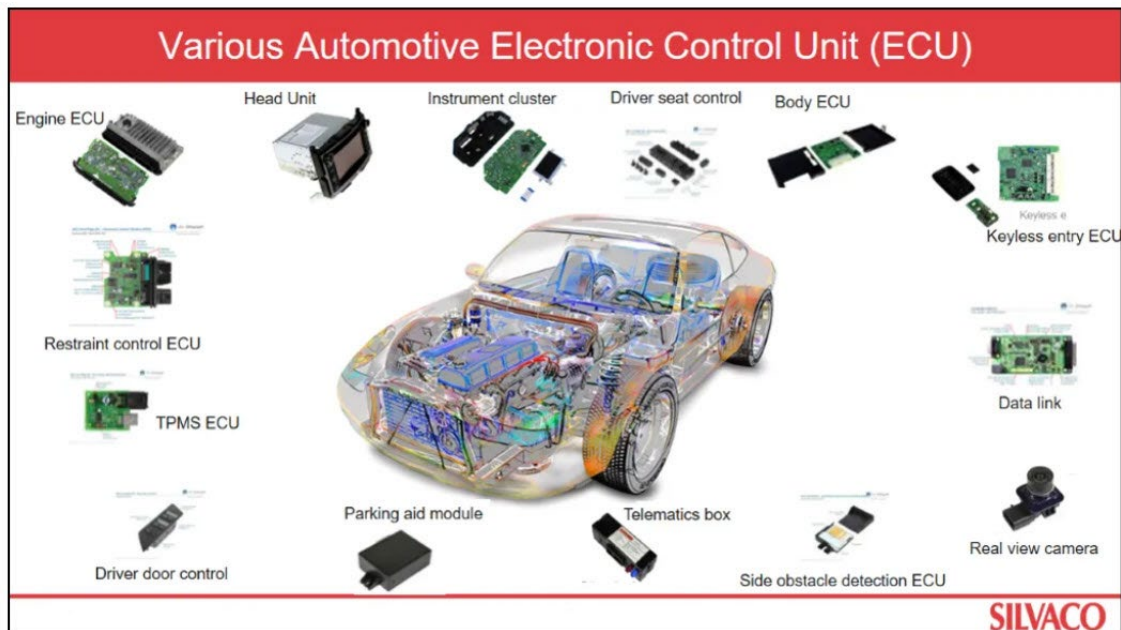 Various Automotive Electronic Control Unit (ECU)
Engine ECU
Head Unit
Instrument cluster
Driver seat control
Body ECU
Keyless e
Keyless entry ECU
Restraint control ECU
TPMS ECU
Data link
Driver door control
Parking aid module
Telematics box
Side obstacle detection ECU
Real view camera
SILVACO